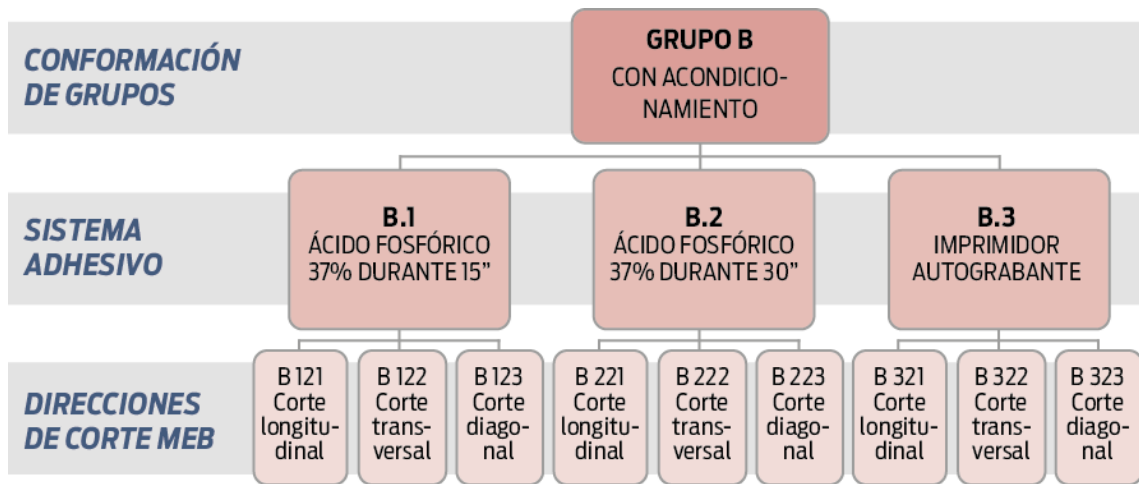 CONFORMACIÓN
DE GRUPOS
GRUPO B
CON ACONDICIO-
NAMIENTO
SISTEMA
ADHESIVO
B.1
ÁCIDO FOSFÓRICO
37% DURANTE 15”
B.2
ÁCIDO FOSFÓRICO
37% DURANTE 30”
B.3
IMPRIMIDOR
AUTOGRABANTE
DIRECCIONES
DE CORTE MEB
B 121
Corte
longitu-
dinal
B 122
Corte
trans-
versal
B 123
Corte
diago-
nal
B 221
Corte
longitu-
dinal
B 222
Corte
trans-
versal
B 223
Corte
diago-
nal
B 321
Corte
longitu-
dinal
B 322
Corte
trans-
versal
B 323
Corte
diago-
nal